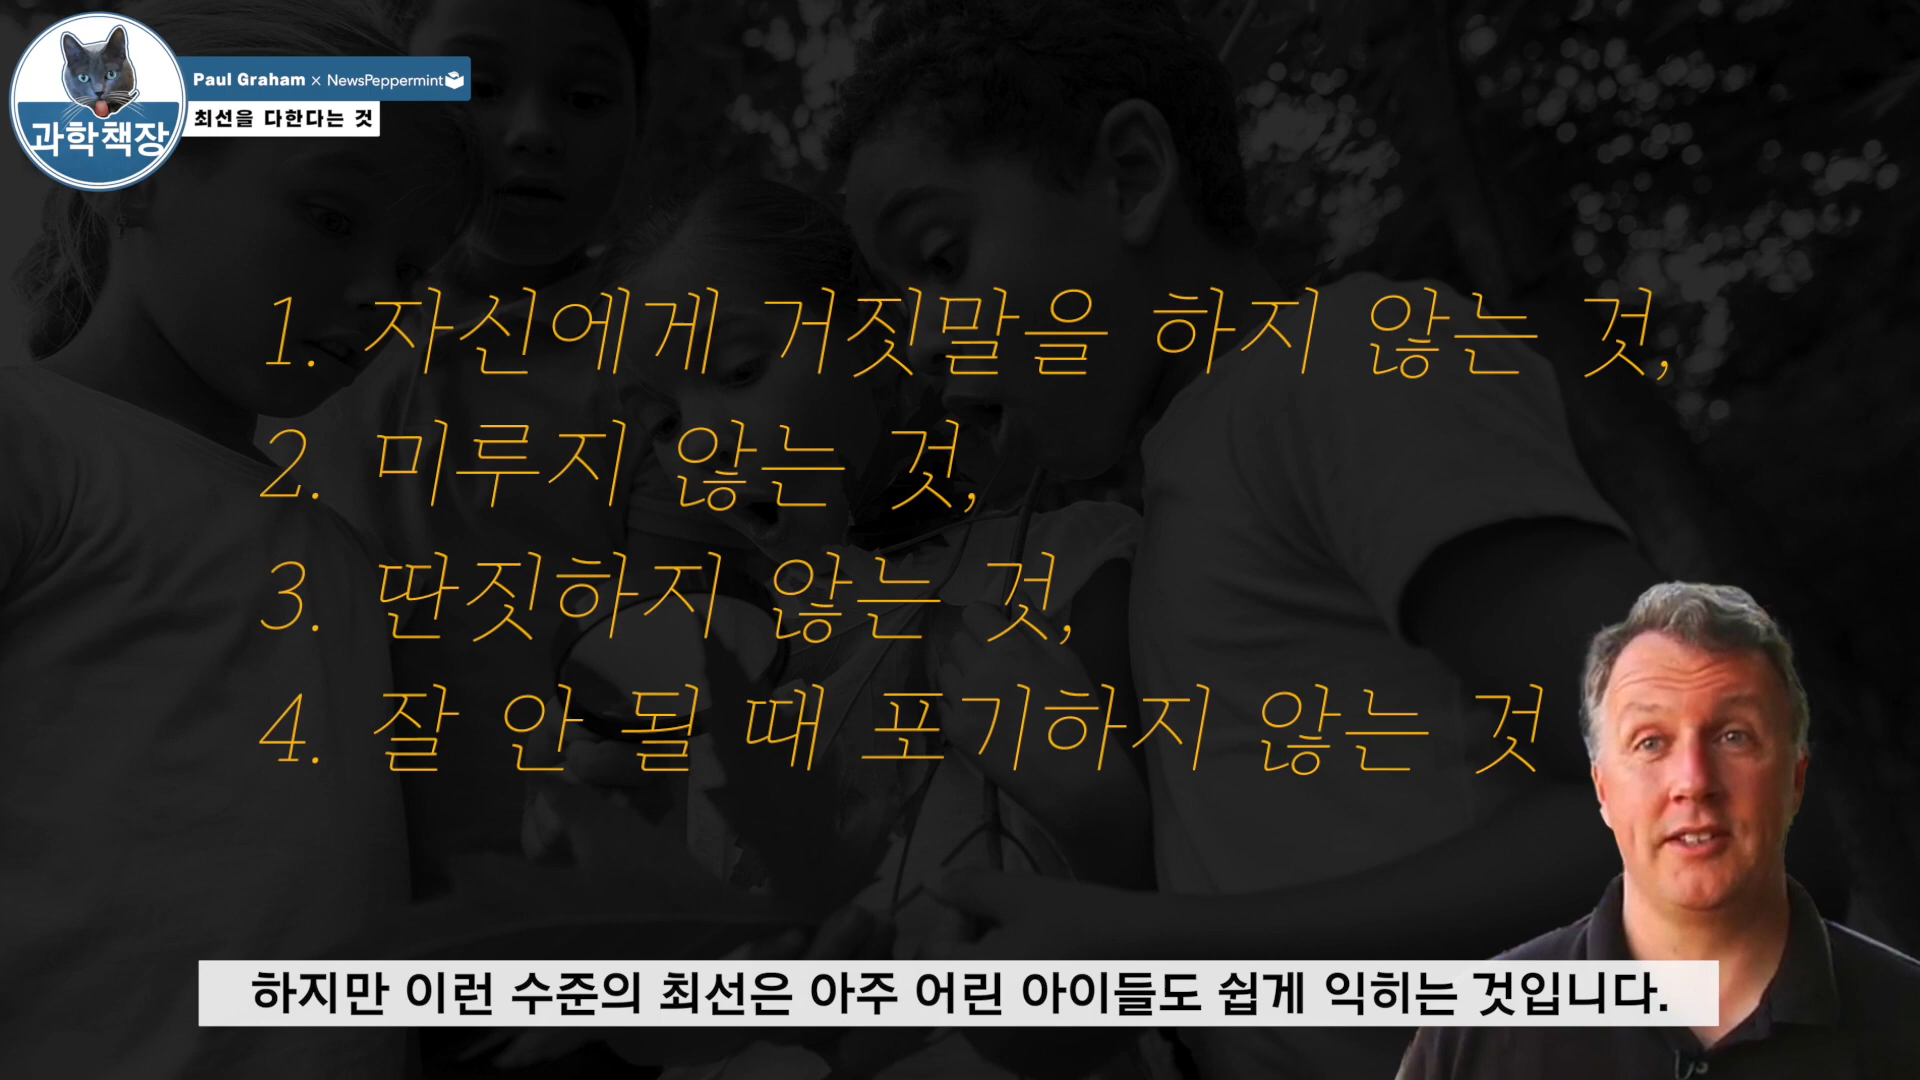 Paul Graham × NewsPeppermint
과학책장
최선을 다한다는 것
1. 자신에게 거짓말을 하지 않는 것,
2. 미루지 않는 것,
3. 딴짓하지 않는 것,
4. 잘 안 될 때 포기하지 않는 것
하지만 이런 수준의 최선은 아주 어린 아이들도 쉽게 익히는 것입니다.